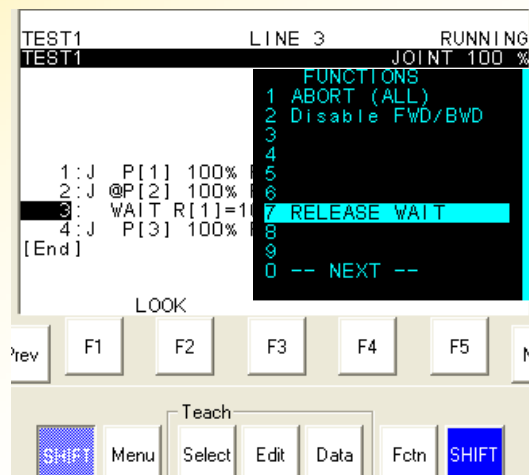 TEST1 LINE 3 RUNNING
TEST1 JOINT 100 %
FUNCTIONS
1 ABORT (ALL)
2 Disable FWD/BWD
3
4
1:J P[1] 100% 5
2:J @P[2] 100% 6
3: WAIT R[1]=1 7 RELEASE WAIT
4:J P[3] 100% 8
[End] 9
0 -- NEXT --
LOOK
Prev F1 F2 F3 F4 F5
Teach
SHIFT Menu Select Edit Data Fctn SHIFT